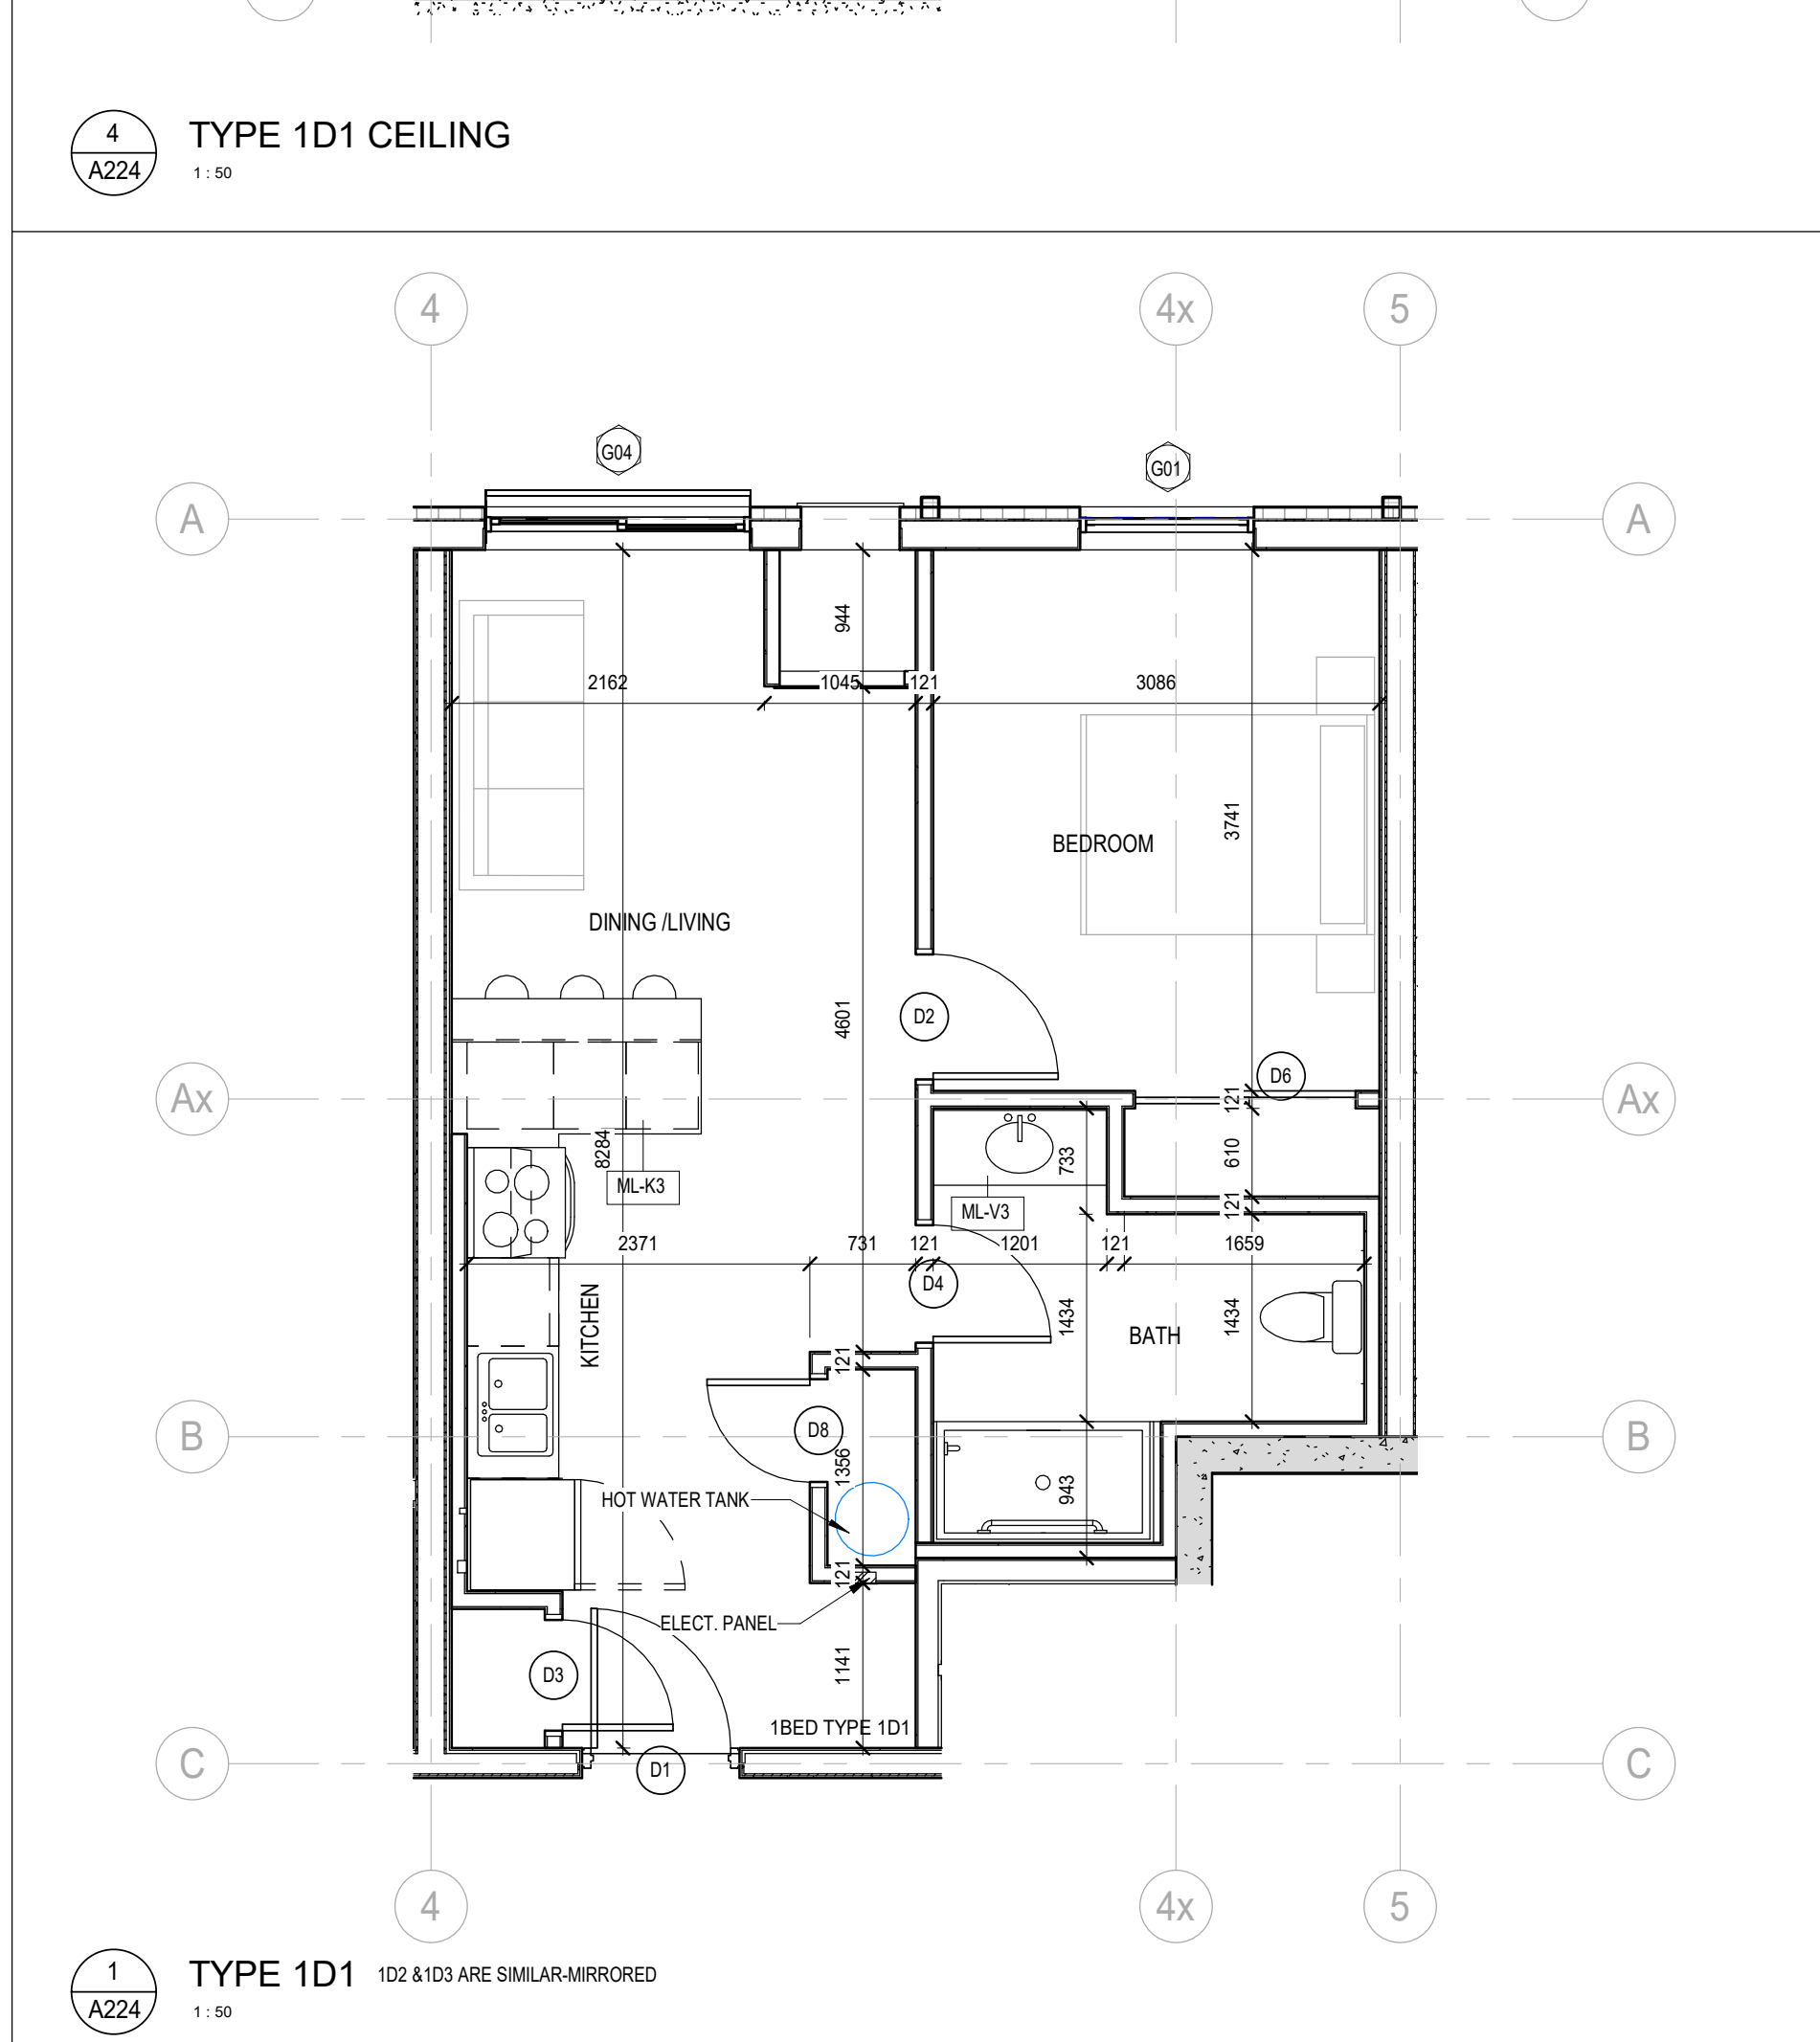 4
A224
TYPE 1D1 CEILING
1 : 50
4
4x
5
G04
G01
A
A
944
2162
1045
121
3086
3741
BEDROOM
DINING /LIVING
4601
D2
D6
Ax
Ax
121
8284
733
610
ML-K3
ML-V3
121
2371
731
121
1201
121
1659
D4
KITCHEN
1434
BATH
1434
121
B
D8
B
1356
HOT WATER TANK
943
121
ELECT. PANEL
D3
1141
1BED TYPE 1D1
C
D1
C
4
4x
5
1
A224
TYPE 1D1
1D2 &1D3 ARE SIMILAR-MIRRORED
1 : 50